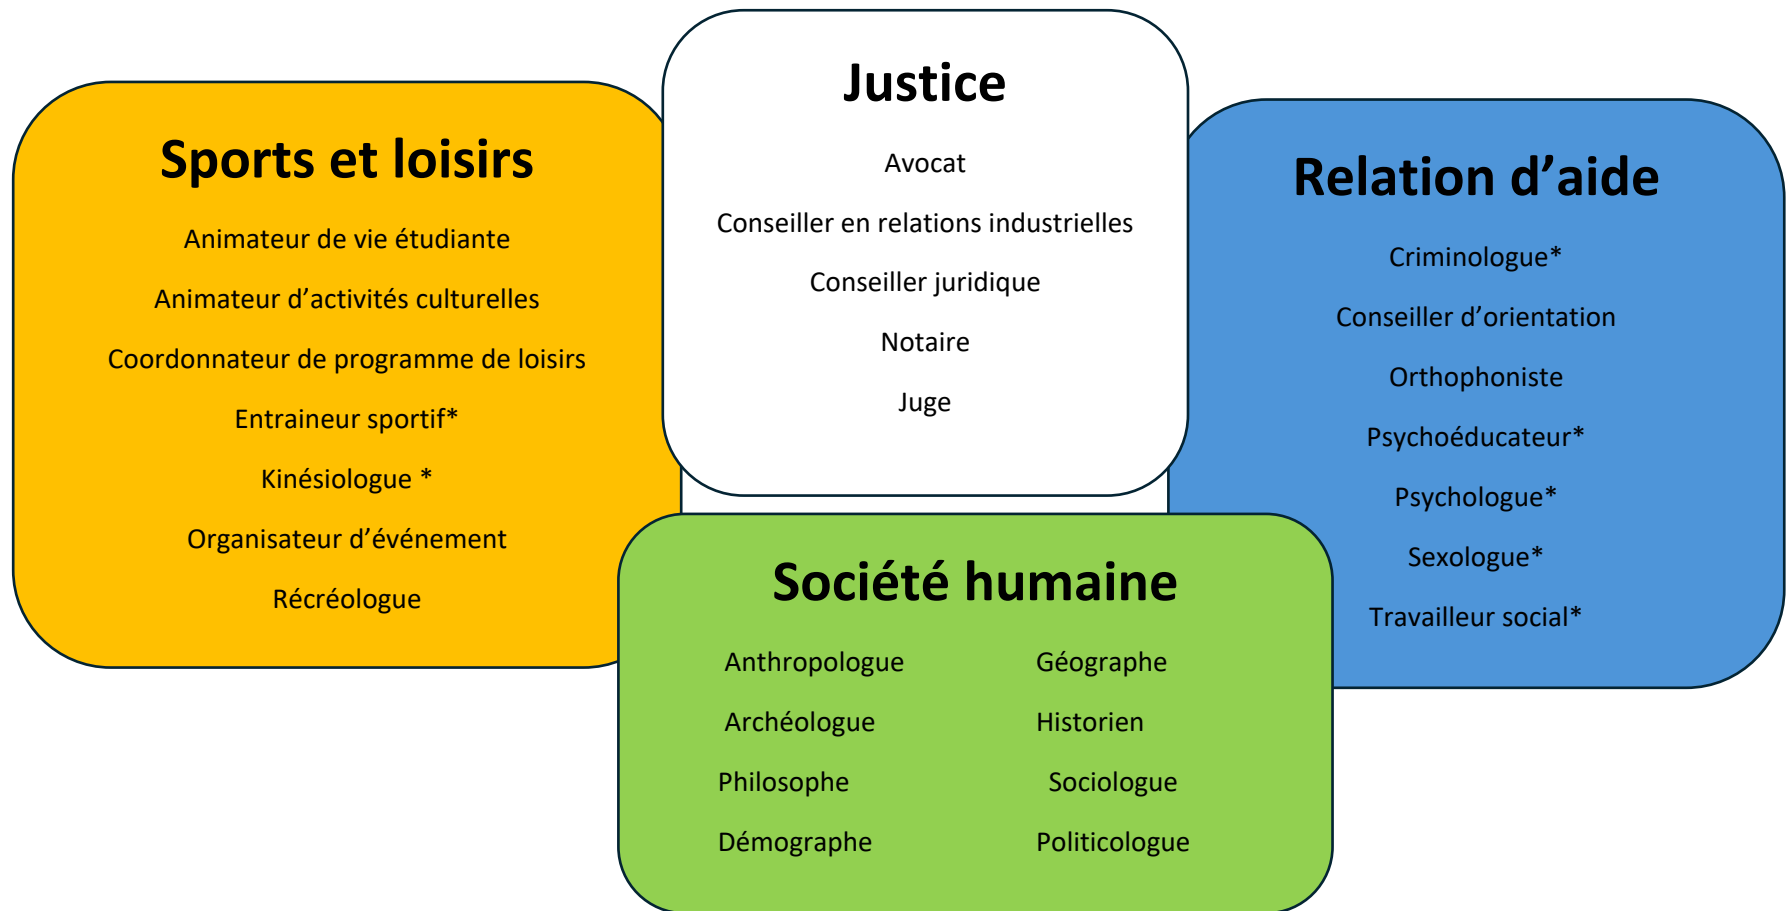 Justice
Avocat
Conseiller en relations industrielles
Conseiller juridique
Notaire
Juge
Sports et loisirs
Animateur de vie étudiante
Animateur d’activités culturelles
Coordonnateur de programme de loisirs
Entraineur sportif*
Kinésiologue *
Organisateur d’événement
Récréologue
Relation d’aide
Criminologue*
Conseiller d’orientation
Orthophoniste
Psychoéducateur*
Psychologue*
Sexologue*
Travailleur social*
Société humaine
Anthropologue Géographe
Archéologue Historien
Philosophe Sociologue
Démographe Politicologue